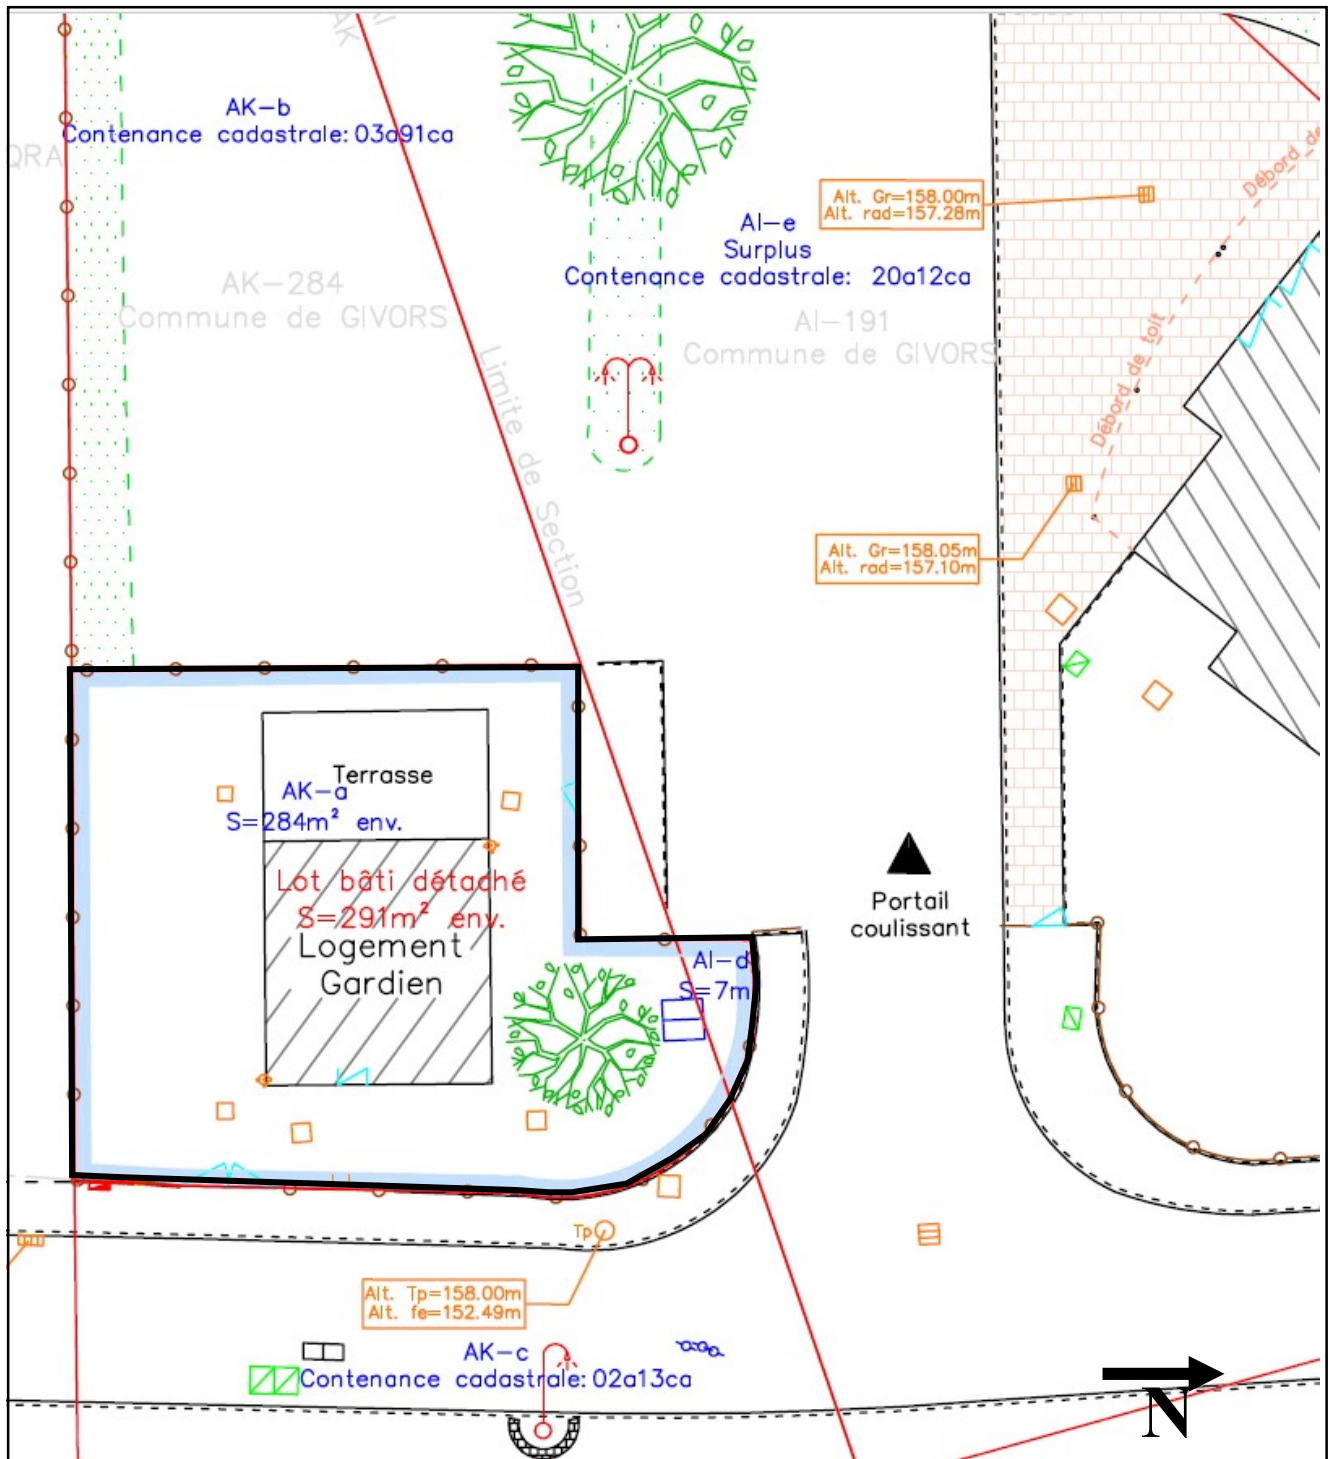 AK
AK-b
Contenance cadastrale: 03a91ca
QRA
Alt. Gr=158.00m
Alt. rad=157.28m
Débord de
AI-e
Surplus
Contenance cadastrale: 20a12ca
AK-284
Commune de GIVORS
AI-191
Commune de GIVORS
Débord de toit
Limite de Section
Alt. Gr=158.05m
Alt. rad=157.10m
Terrasse
AK-a
S=284m² env.
Lot bâti détaché
S=291m² env.
Logement
Gardien
Portail
coulissant
AI-d
S=7m
Tp
Alt. Tp=158.00m
Alt. fe=152.49m
AK-c
Contenance cadastrale: 02a13ca
N